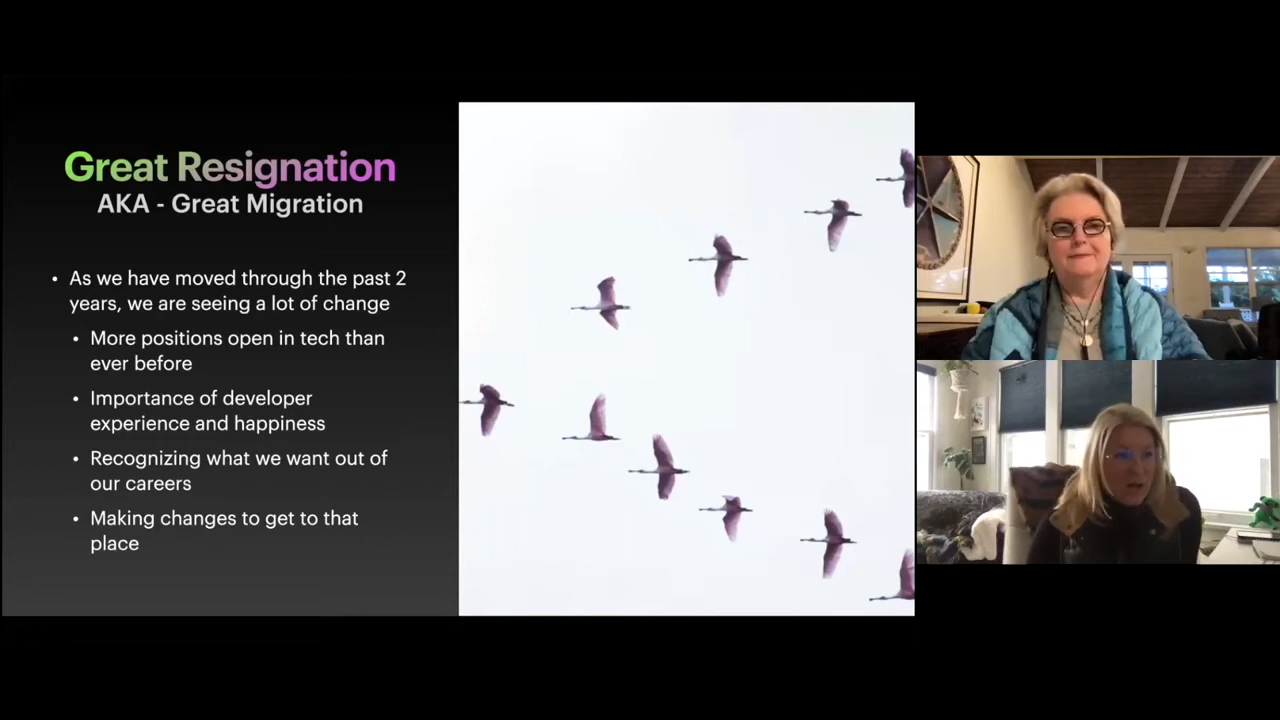 Great Resignation
AKA - Great Migration
• As we have moved through the past 2
years, we are seeing a lot of change
• More positions open in tech than
ever before
• Importance of developer
experience and happiness
• Recognizing what we want out of
our careers
• Making changes to get to that
place